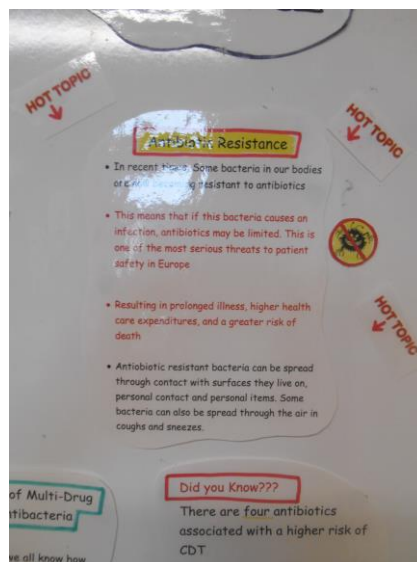 HOT TOPIC
HOT TOPIC
Antibiotic Resistance
• In recent times, Some bacteria in our bodies
are now becoming resistant to antibiotics
• This means that if this bacteria causes an
infection, antibiotics may be limited. This is
one of the most serious threats to patient
safety in Europe
• Resulting in prolonged illness, higher health
care expenditures, and a greater risk of
death
HOT TOPIC
• Antiobiotic resistant bacteria can be spread
through contact with surfaces they live on,
personal contact and personal items. Some
bacteria can also be spread through the air in
coughs and sneezes.
of Multi-Drug
ntibacteria
we all know how
Did you Know???
There are four antibiotics
associated with a higher risk of
CDT